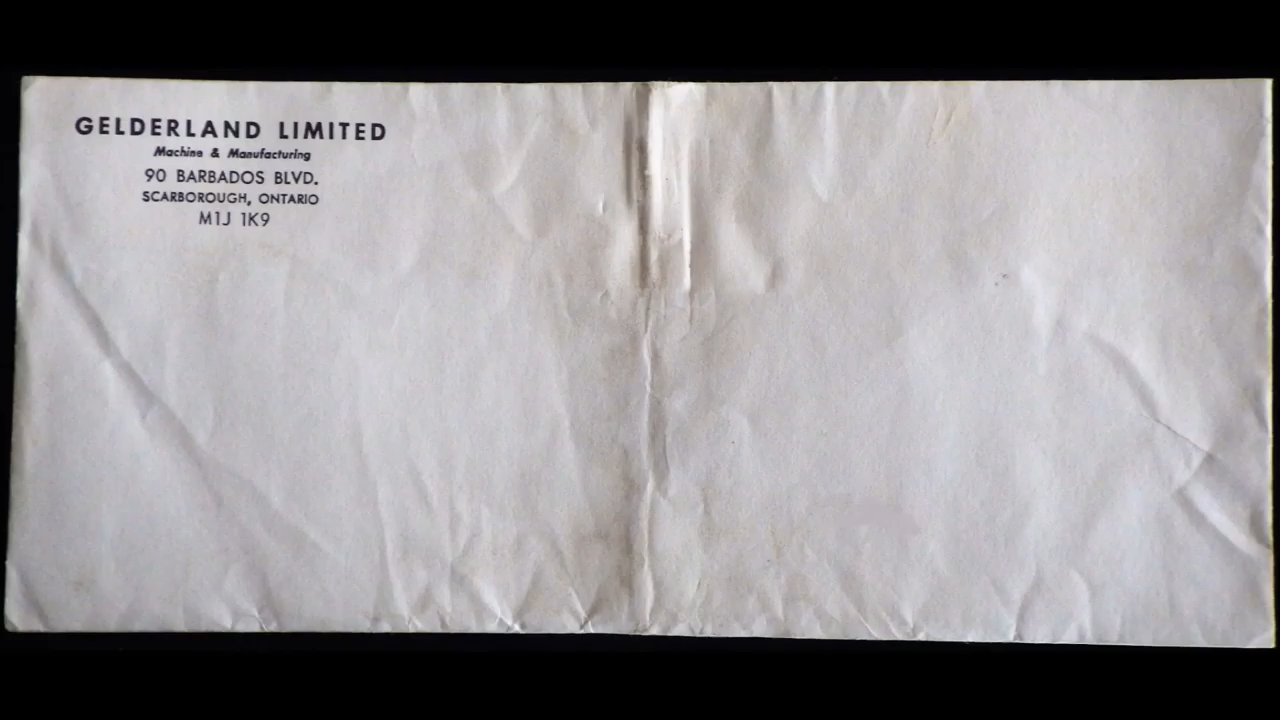 GELDERLAND LIMITED
Machine & Manufacturing
90 BARBADOS BLVD.
SCARBOROUGH, ONTARIO
M1J 1K9